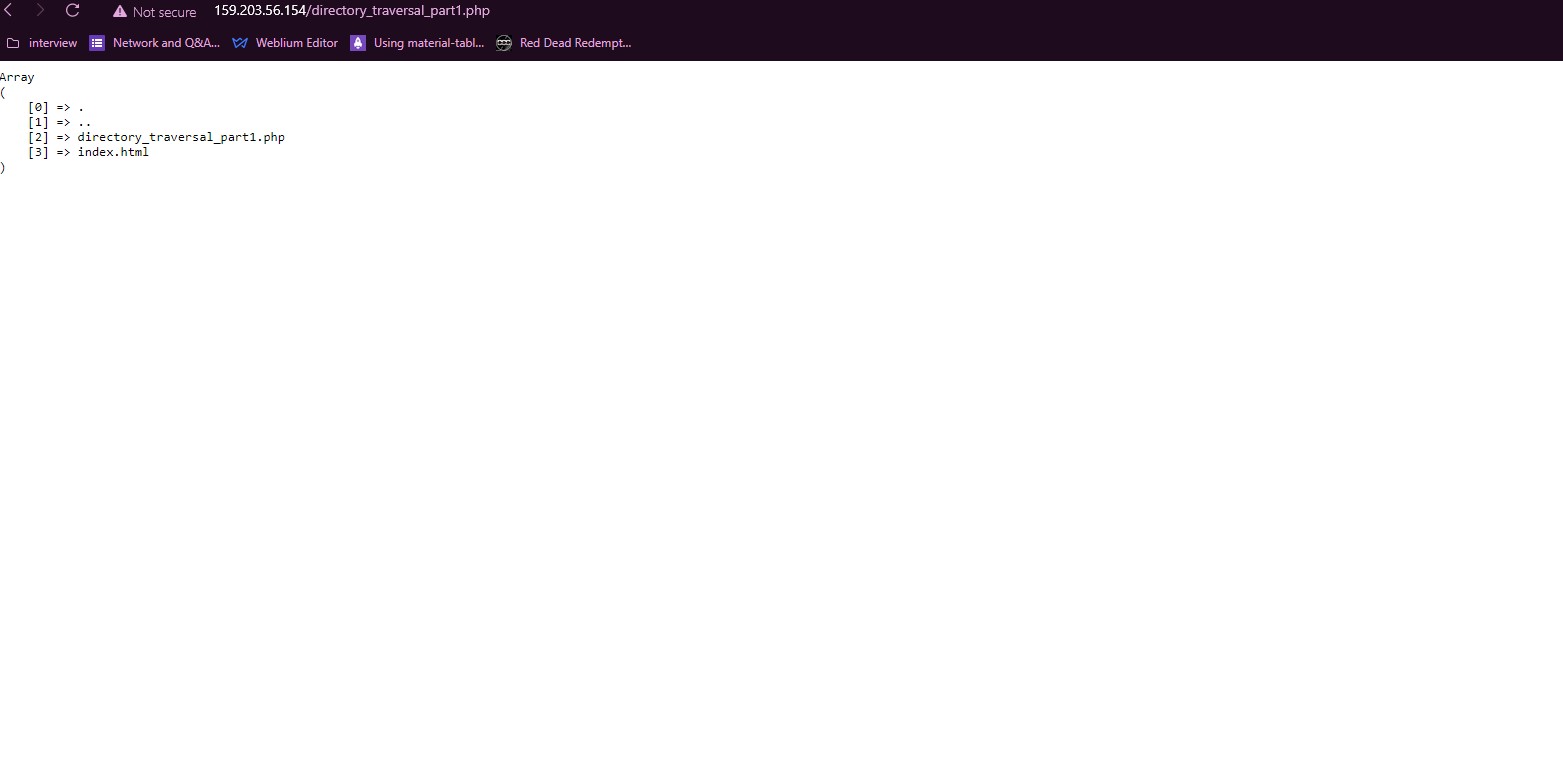 Not secure 159.203.56.154/directory_traversal_part1.php
interview Network and Q&A... Weblium Editor Using material-tabl... Red Dead Redempt...
Array
(
[0] => .
[1] => ..
[2] => directory_traversal_part1.php
[3] => index.html
)